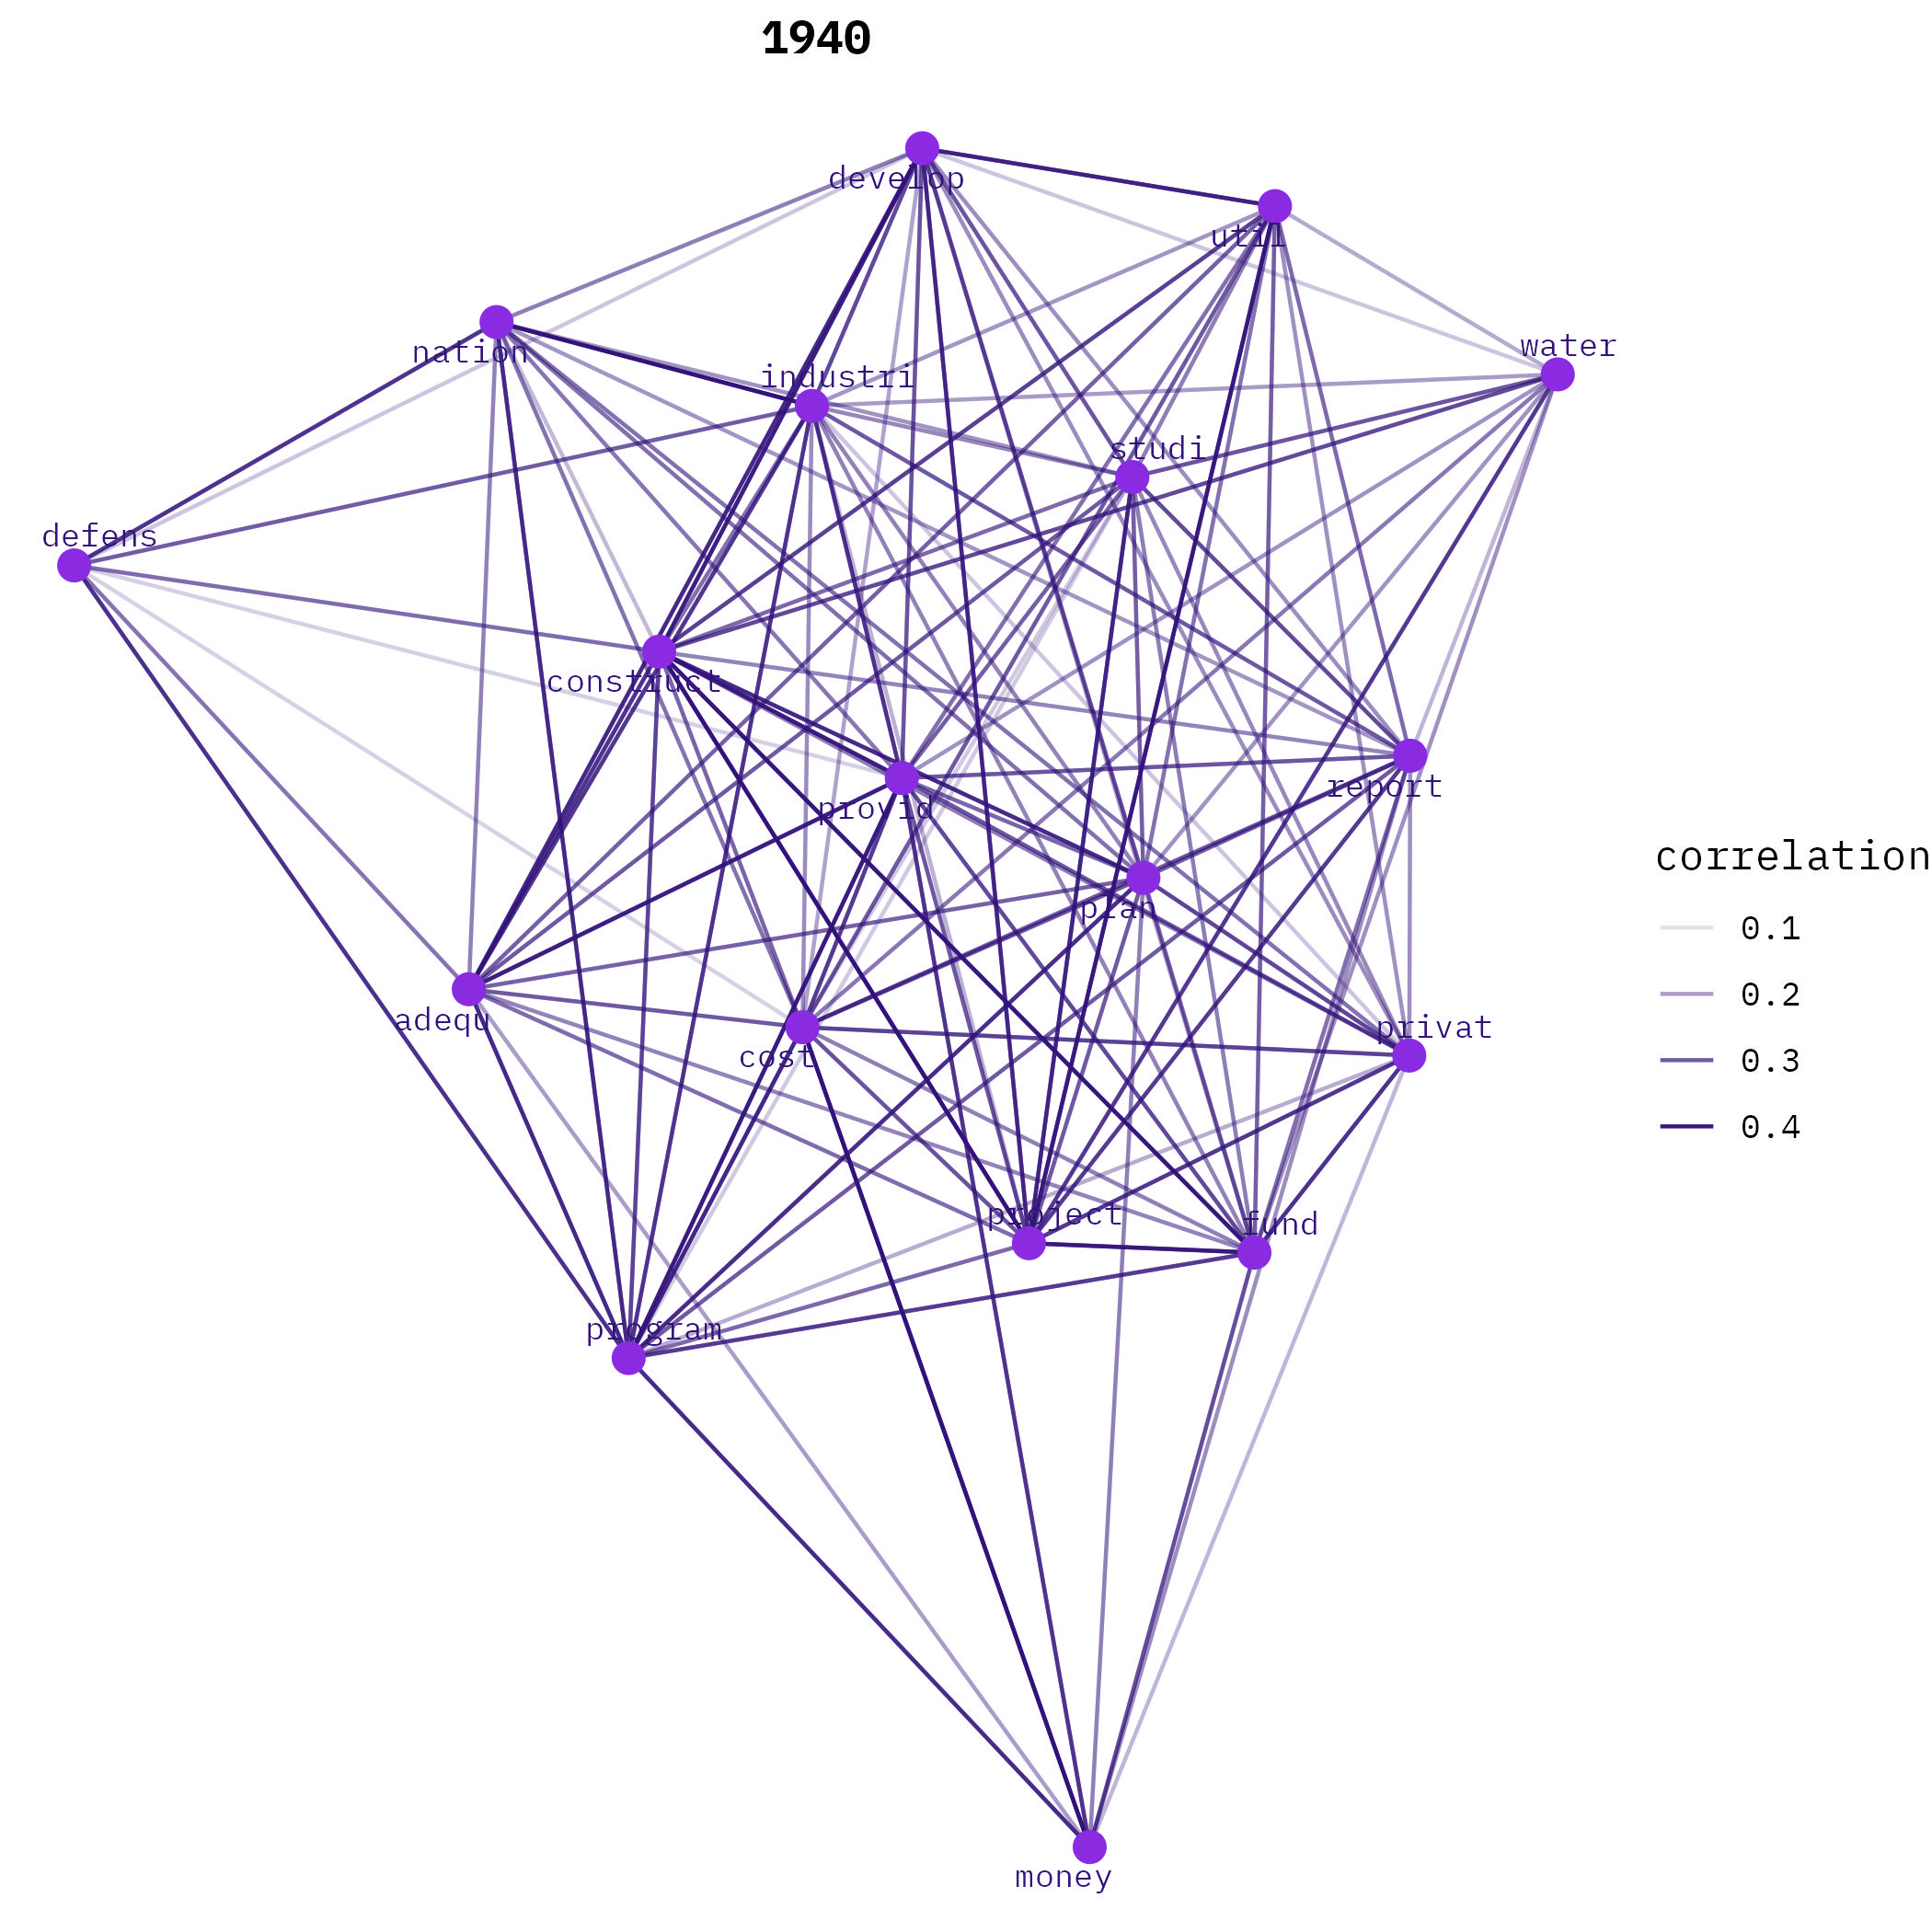 1940
develop
util
nation
water
industri
studi
defens
construct
provid
report
plan
adequ
privat
cost
project
fund
program
money
correlation
0.1
0.2
0.3
0.4